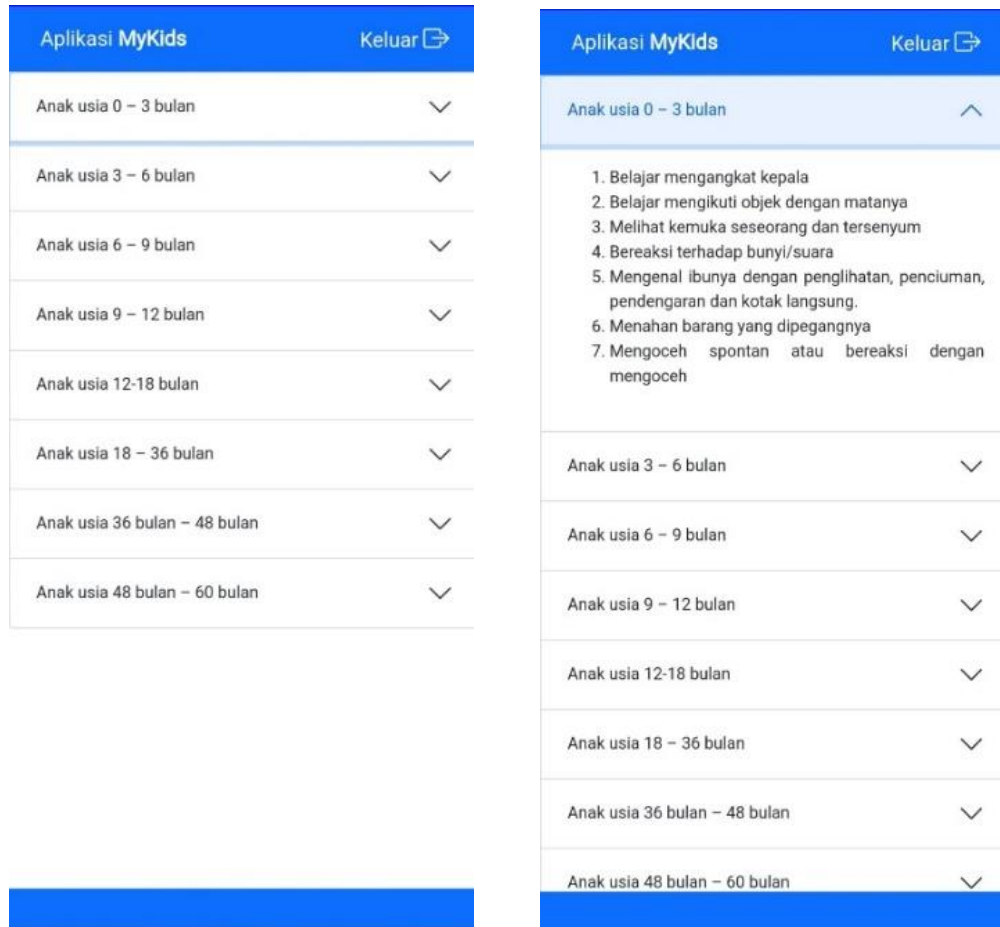 Aplikasi MyKids Keluar
Anak usia 0 – 3 bulan
Anak usia 3 – 6 bulan
Anak usia 6 – 9 bulan
Anak usia 9 – 12 bulan
Anak usia 12-18 bulan
Anak usia 18 – 36 bulan
Anak usia 36 bulan – 48 bulan
Anak usia 48 bulan – 60 bulan
Aplikasi MyKids Keluar
Anak usia 0 – 3 bulan
1. Belajar mengangkat kepala
2. Belajar mengikuti objek dengan matanya
3. Melihat kemuka seseorang dan tersenyum
4. Bereaksi terhadap bunyi/suara
5. Mengenal ibunya dengan penglihatan, penciuman,
pendengaran dan kotak langsung.
6. Menahan barang yang dipegangnya
7. Mengoceh spontan atau bereaksi dengan
mengoceh
Anak usia 3 – 6 bulan
Anak usia 6 – 9 bulan
Anak usia 9 – 12 bulan
Anak usia 12-18 bulan
Anak usia 18 – 36 bulan
Anak usia 36 bulan – 48 bulan
Anak usia 48 bulan – 60 bulan